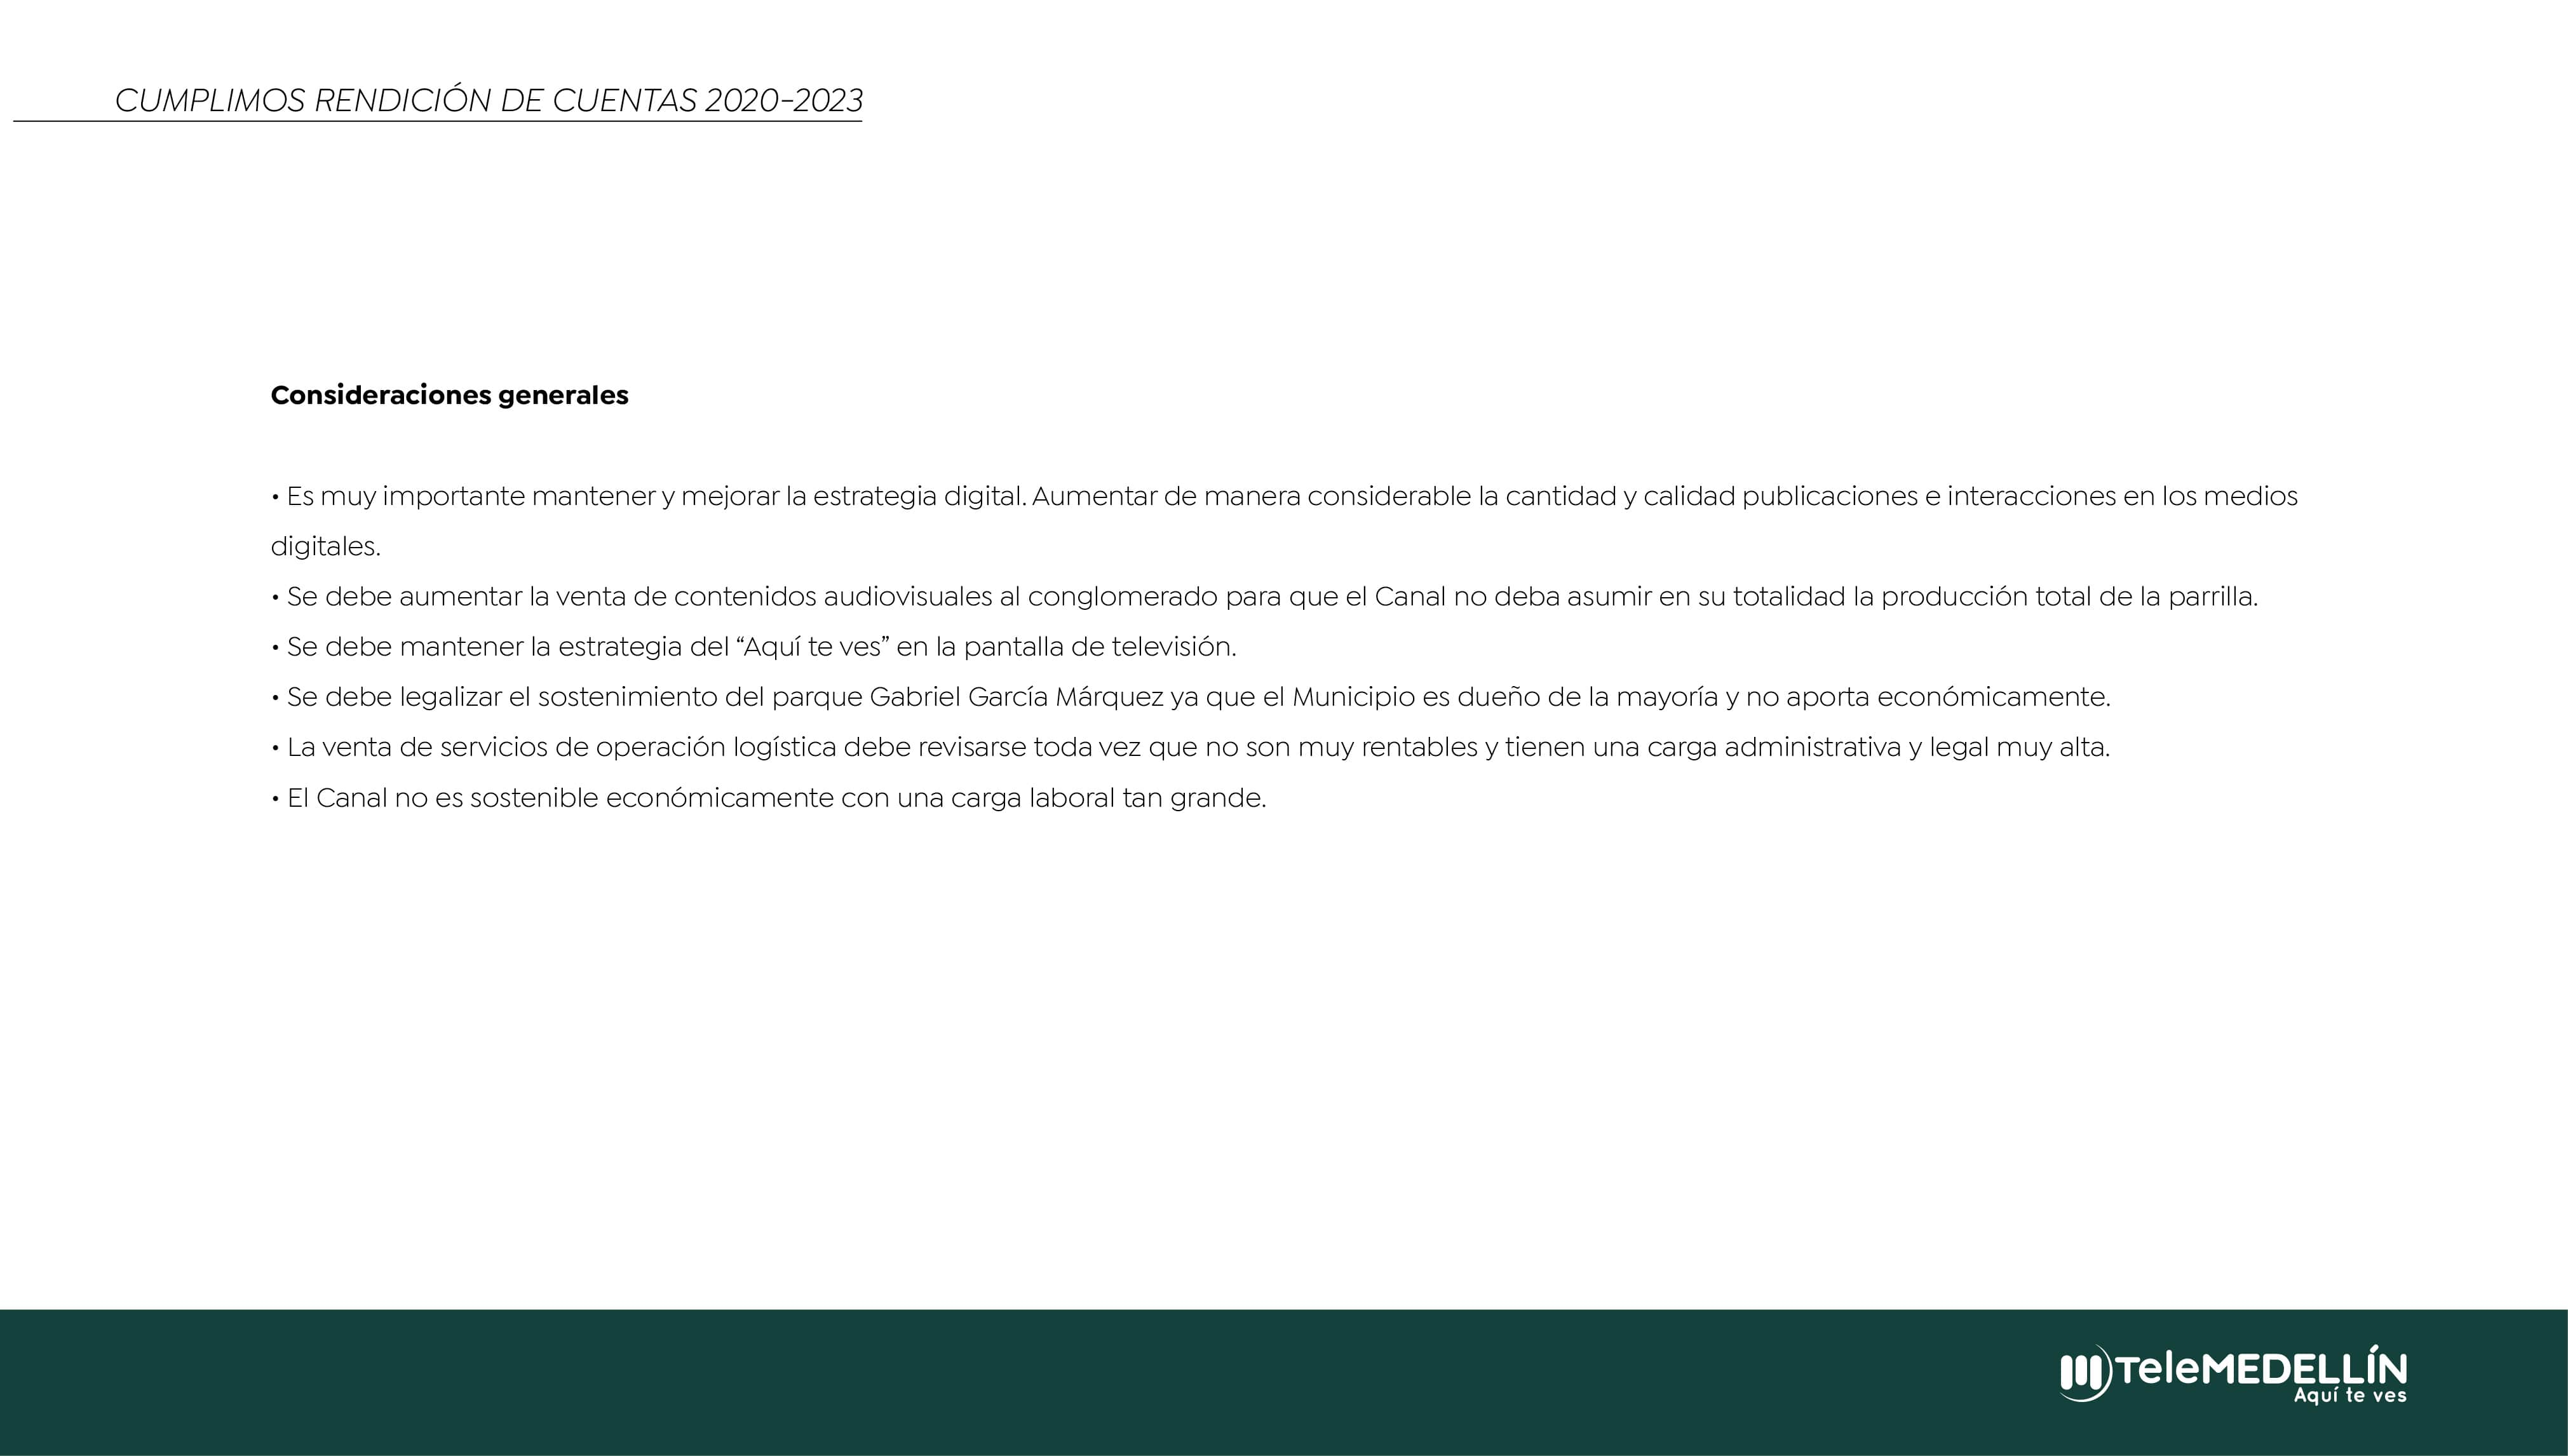 CUMPLIMOS RENDICIÓN DE CUENTAS 2020-2023
Consideraciones generales
• Es muy importante mantener y mejorar la estrategia digital. Aumentar de manera considerable la cantidad y calidad publicaciones e interacciones en los medios
digitales.
• Se debe aumentar la venta de contenidos audiovisuales al conglomerado para que el Canal no deba asumir en su totalidad la producción total de la parrilla.
• Se debe mantener la estrategia del “Aquí te ves” en la pantalla de televisión.
• Se debe legalizar el sostenimiento del parque Gabriel García Márquez ya que el Municipio es dueño de la mayoría y no aporta económicamente.
• La venta de servicios de operación logística debe revisarse toda vez que no son muy rentables y tienen una carga administrativa y legal muy alta.
• El Canal no es sostenible económicamente con una carga laboral tan grande.
TeleMEDELLÍN
Aquí te ves